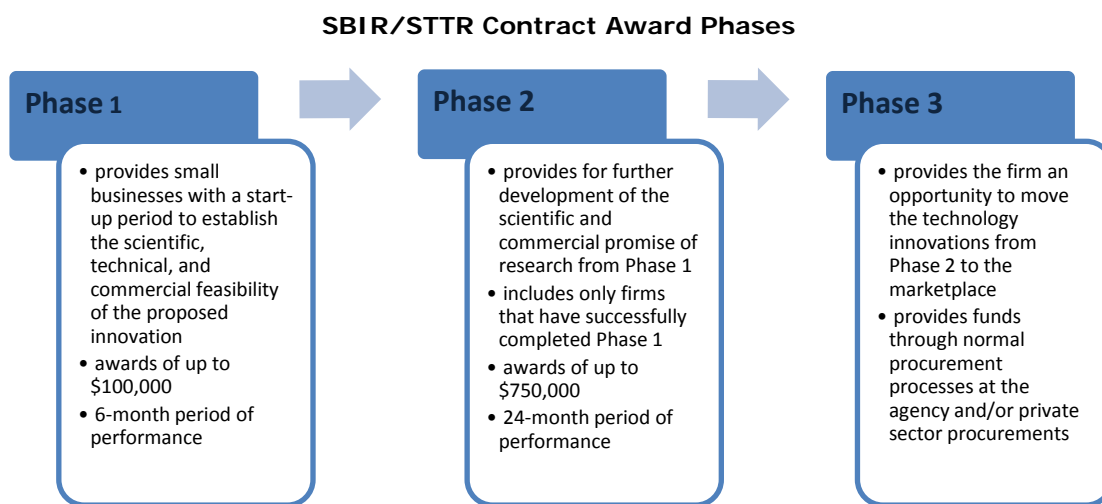 SBIR/STTR Contract Award Phases
Phase 1
• provides small
businesses with a start-
up period to establish
the scientific,
technical, and
commercial feasibility
of the proposed
innovation
• awards of up to
$100,000
• 6-month period of
performance
Phase 2
• provides for further
development of the
scientific and
commercial promise of
research from Phase 1
• includes only firms
that have successfully
completed Phase 1
• awards of up to
$750,000
• 24-month period of
performance
Phase 3
• provides the firm an
opportunity to move
the technology
innovations from
Phase 2 to the
marketplace
• provides funds
through normal
procurement
processes at the
agency and/or private
sector procurements